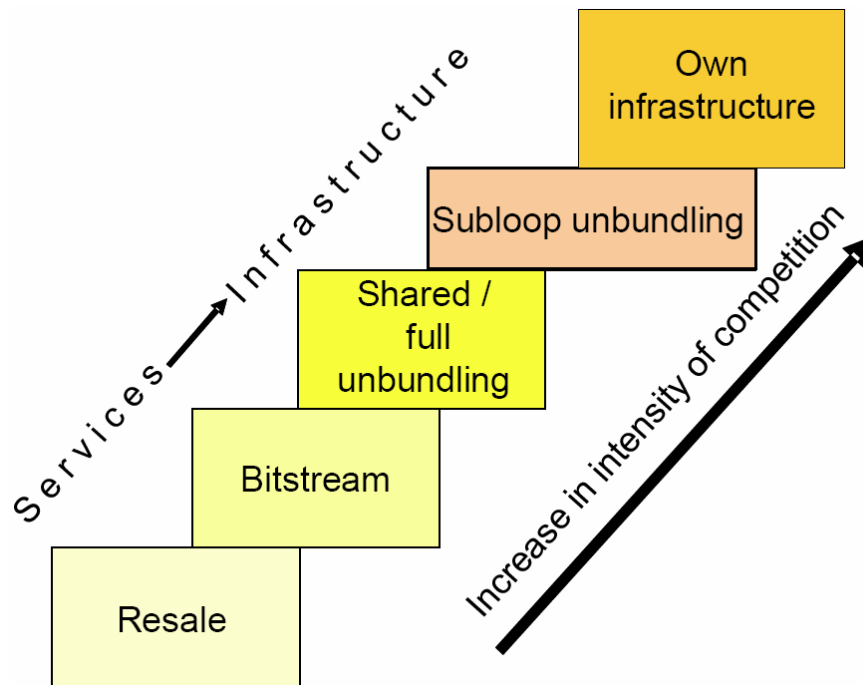 Own
infrastructure
Subloop unbundling
Shared /
full
unbundling
Bitstream
Resale
Services
Infrastructure
Increase in intensity of competition